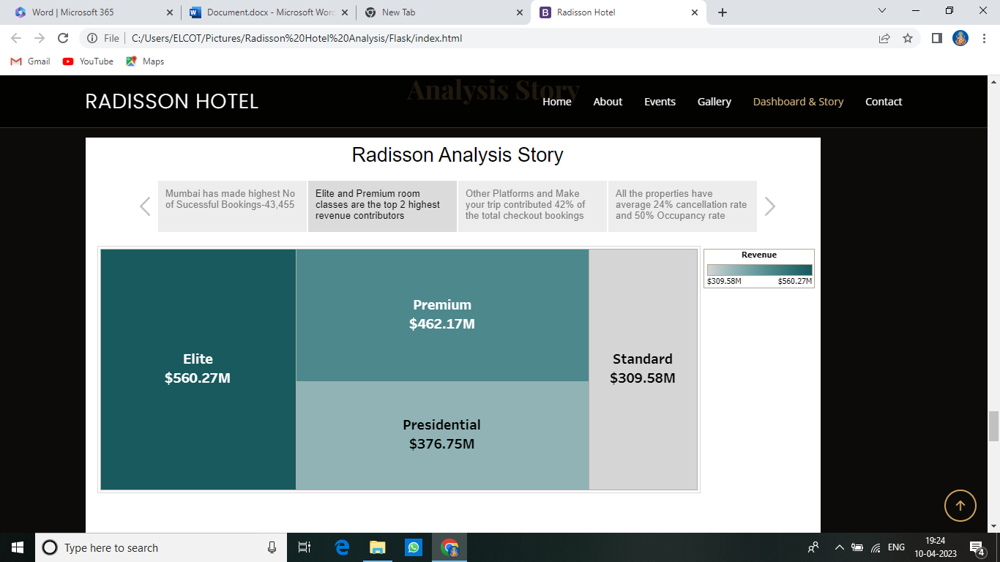 Word | Microsoft 365
Document.docx - Microsoft Word
New Tab
Radisson Hotel
File | C:/Users/ELCOT/Pictures/Radisson%20Hotel%20Analysis/Flask/index.html
Gmail
YouTube
Maps
Analysis Story
RADISSON HOTEL
Home
About
Events
Gallery
Dashboard & Story
Contact
Radisson Analysis Story
Mumbai has made highest No
of Sucessful Bookings-43,455
Elite and Premium room
classes are the top 2 highest
revenue contributors
Other Platforms and Make
your trip contributed 42% of
the total checkout bookings
All the properties have
average 24% cancellation rate
and 50% Occupancy rate
Elite
$560.27M
Premium
$462.17M
Presidential
$376.75M
Standard
$309.58M
Revenue
$309.58M
$560.27M
Type here to search
ENG
19:24
10-04-2023
4